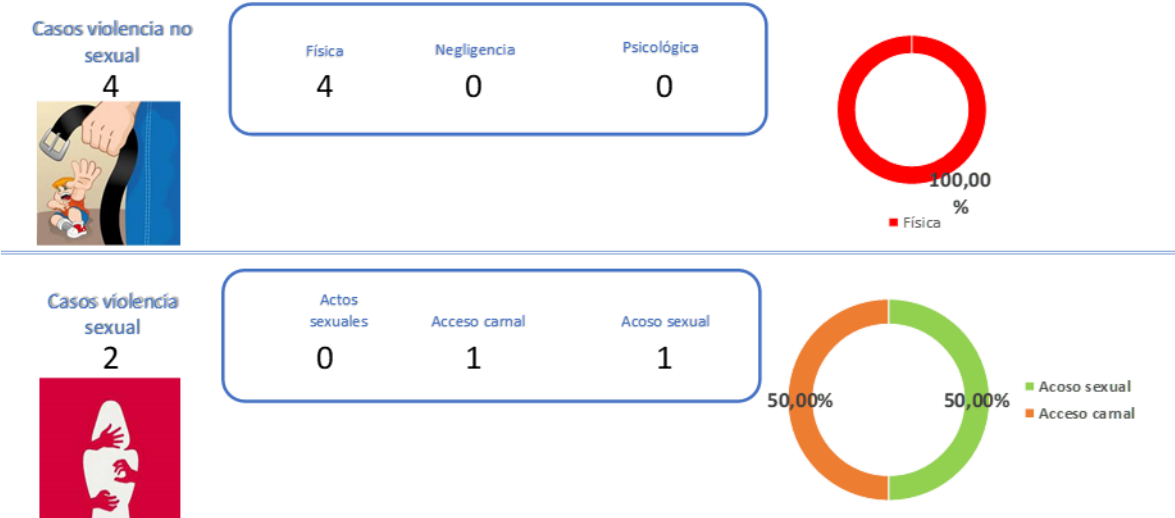 Casos violencia no
sexual
4
Física
Negligencia
Psicológica
4
0
0
100,00
%
Física
Casos violencia
sexual
2
Actos
sexuales
Acceso carnal
Acoso sexual
0
1
1
50,00%
50,00%
Acoso sexual
Acceso carnal